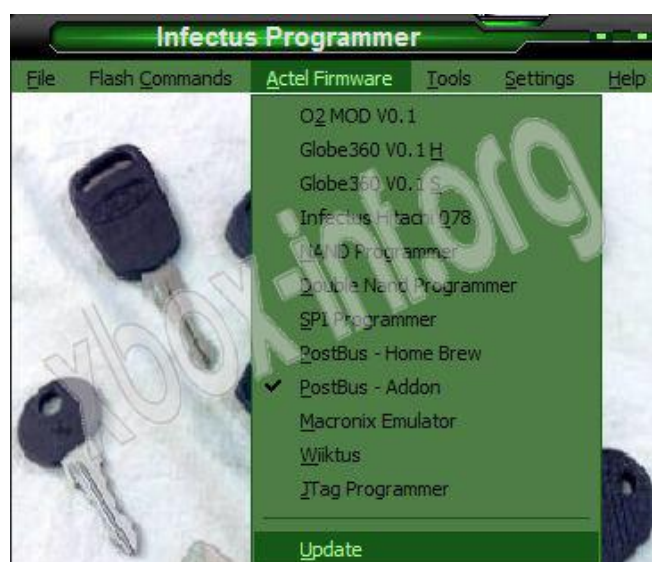 Infectus Programmer
File Flash Commands Actel Firmware Tools Settings Help
O2 MOD V0.1
Globe360 V0.1 H
Globe360 V0.1 S
Infectus Hitachi Q78
NAND Programmer
Double Nand Programmer
SPI Programmer
PostBus - Home Brew
PostBus - Addon
Macronix Emulator
Wiiktus
JTag Programmer
Update
xbox-inf.org